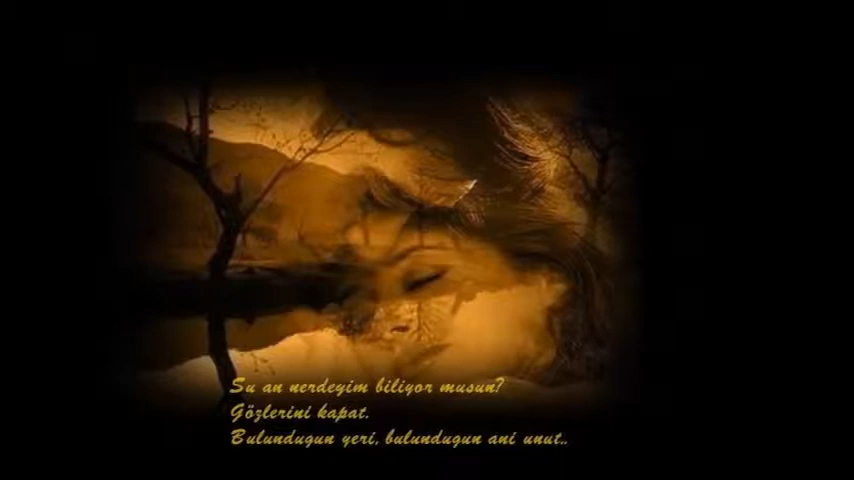 Su an nerdeyim biliyor musun?
Gözlerini kapat.
Bulundugun yeri, bulundugun ani unut..